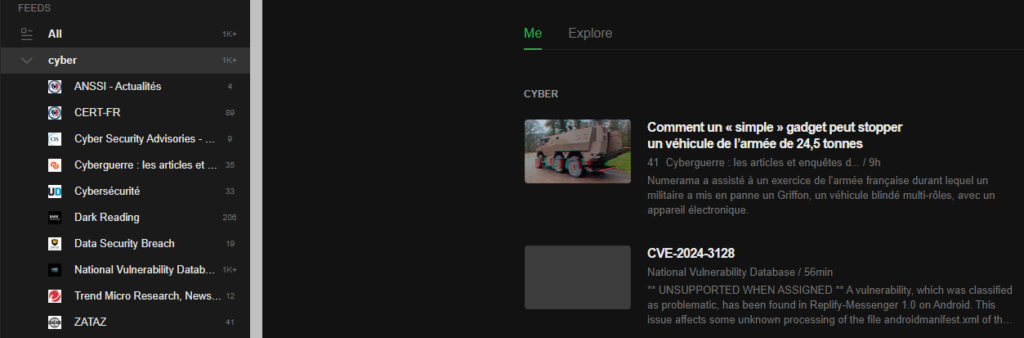 FEEDS
All 1K+
cyber 1K+
ANSSI - Actualités 4
CERT-FR 89
Cyber Security Advisories - ... 9
Cyberguerre : les articles et ... 35
Cybersécurité 33
Dark Reading 206
Data Security Breach 19
National Vulnerability Datab... 1K+
Trend Micro Research, News... 12
ZATAZ 41
Me Explore
CYBER
Comment un « simple » gadget peut stopper
un véhicule de l’armée de 24,5 tonnes
41 Cyberguerre : les articles et enquêtes d... / 9h
Numerama a assisté à un exercice de l'armée française durant lequel un
militaire a mis en panne un Griffon, un véhicule blindé multi-rôles, avec un
appareil électronique.
CVE-2024-3128
National Vulnerability Database / 56min
** UNSUPPORTED WHEN ASSIGNED ** A vulnerability, which was classified
as problematic, has been found in Replify-Messenger 1.0 on Android. This
issue affects some unknown processing of the file androidmanifest.xml of th...